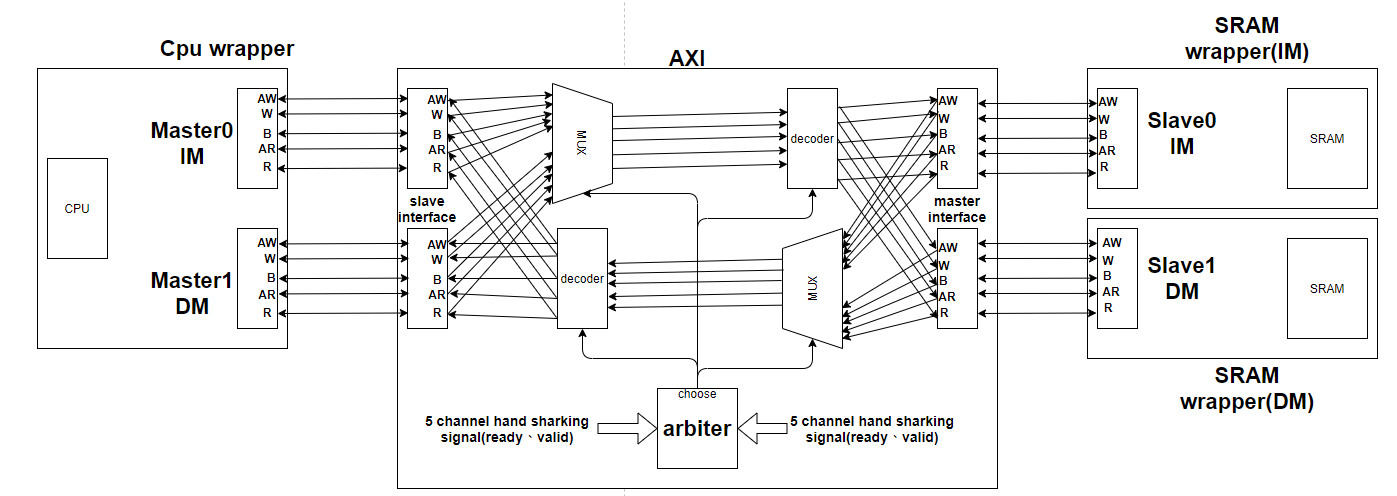 Cpu wrapper
CPU
Master0
IM
AW
W
B
AR
R
Master1
DM
AW
W
B
AR
R
AXI
AW
W
B
AR
R
slave
interface
AW
W
B
AR
R
MUX
decoder
decoder
MUX
AW
W
B
AR
R
master
interface
AW
W
B
AR
R
5 channel hand sharking
signal(ready、valid)
choose
arbiter
5 channel hand sharking
signal(ready、valid)
SRAM
wrapper(IM)
AW
W
B
AR
R
Slave0
IM
SRAM
AW
W
B
AR
R
Slave1
DM
SRAM
SRAM
wrapper(DM)